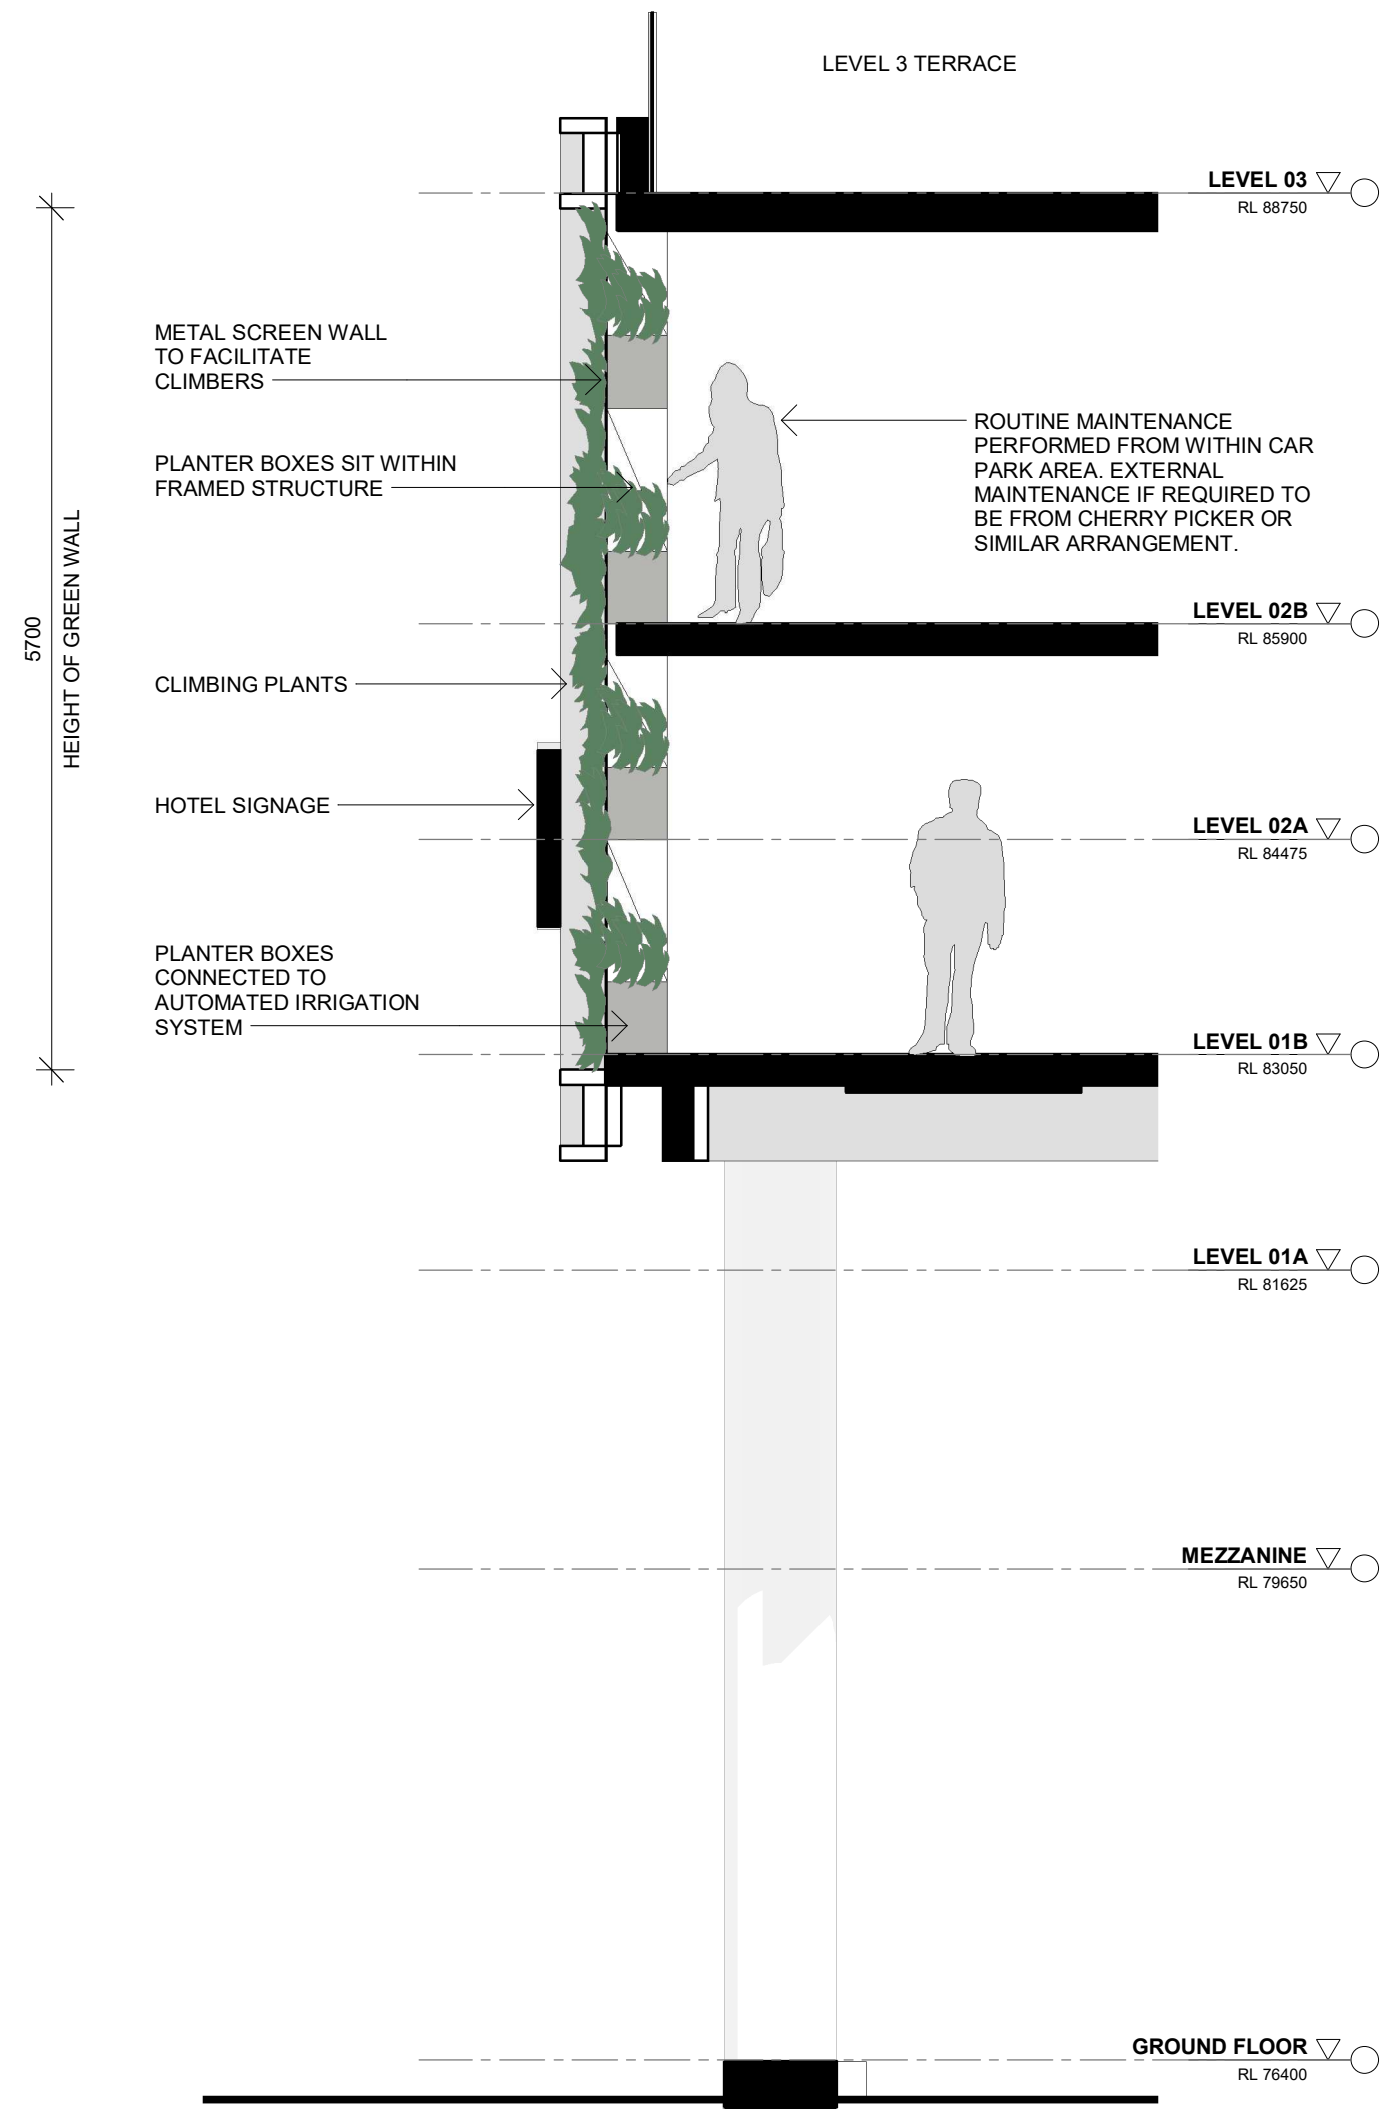 LEVEL 3 TERRACE
LEVEL 03
RL 88750
METAL SCREEN WALL
TO FACILITATE
CLIMBERS
ROUTINE MAINTENANCE
PERFORMED FROM WITHIN CAR
PARK AREA. EXTERNAL
MAINTENANCE IF REQUIRED TO
BE FROM CHERRY PICKER OR
SIMILAR ARRANGEMENT.
PLANTER BOXES SIT WITHIN
FRAMED STRUCTURE
5700
HEIGHT OF GREEN WALL
LEVEL 02B
RL 85900
CLIMBING PLANTS
HOTEL SIGNAGE
LEVEL 02A
RL 84475
PLANTER BOXES
CONNECTED TO
AUTOMATED IRRIGATION
SYSTEM
LEVEL 01B
RL 83050
LEVEL 01A
RL 81625
MEZZANINE
RL 79650
GROUND FLOOR
RL 76400